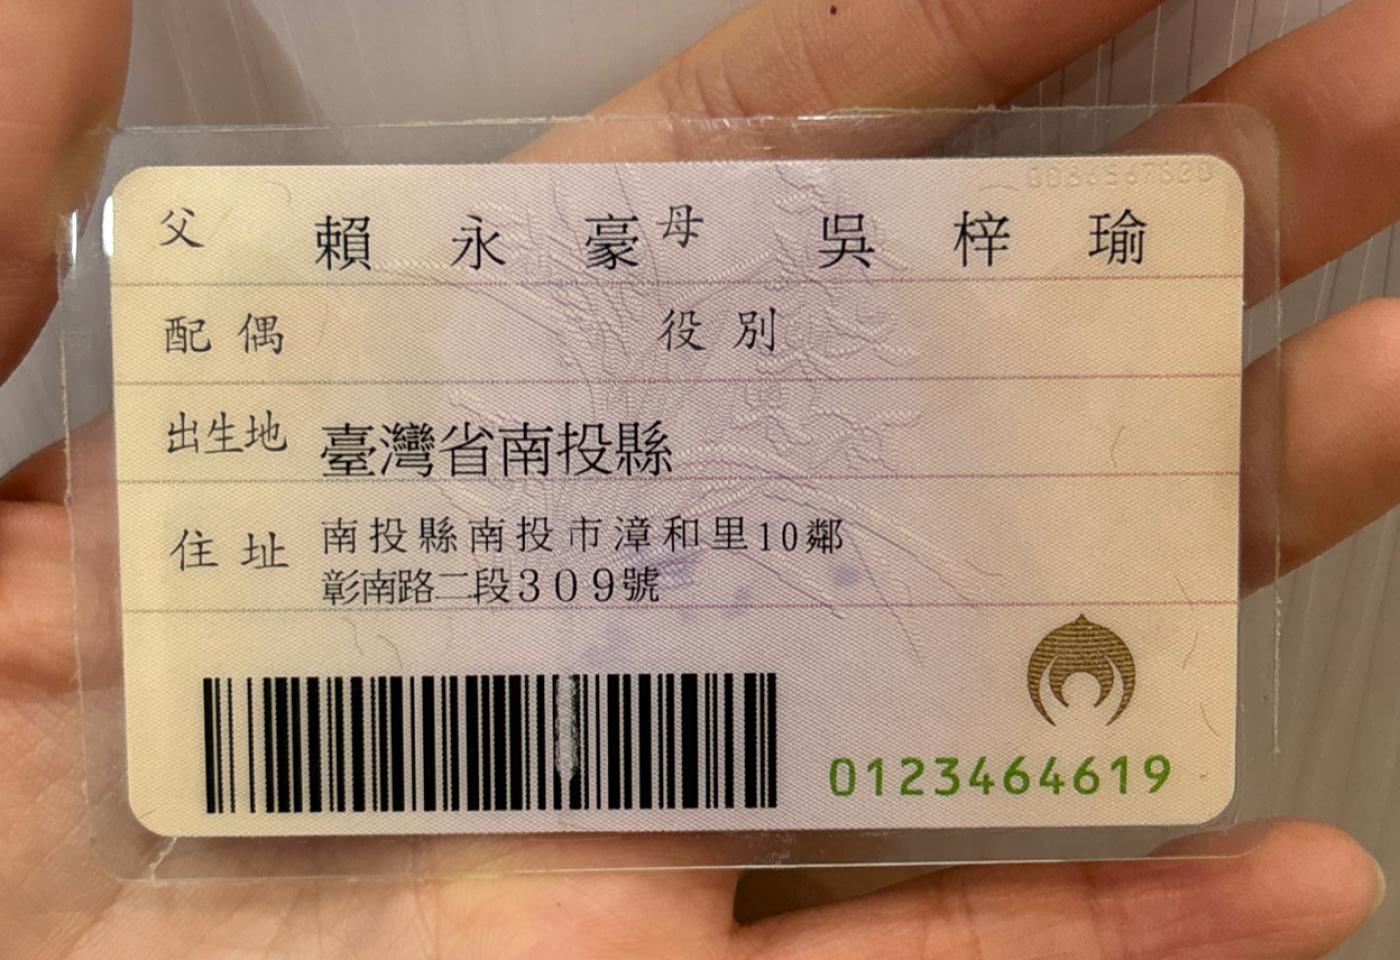 父 賴永豪 母 吳梓瑜
配偶 役別
出生地 臺灣省南投縣
住址 南投縣南投市漳和里10鄰
彰南路二段309號
0123464619